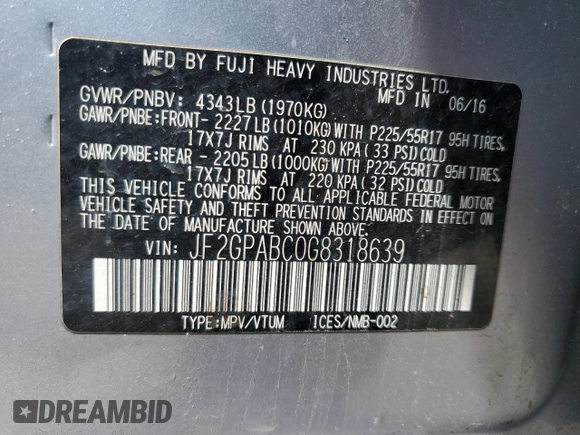 MFD BY FUJI HEAVY INDUSTRIES LTD.
MFD IN 06/16
GVWR/PNBV: 4343LB (1970KG)
GAWR/PNBE:FRONT- 2227LB (1010KG) WITH P225/55R17 95H TIRES,
17X7J RIMS AT 230 KPA (33 PSI) COLD
GAWR/PNBE:REAR - 2205LB (1000KG) WITH P225/55R17 95H TIRES,
17X7J RIMS AT 220 KPA (32 PSI) COLD
THIS VEHICLE CONFORMS TO ALL APPLICABLE FEDERAL MOTOR
VEHICLE SAFETY AND THEFT PREVENTION STANDARDS IN EFFECT ON
THE DATE OF MANUFACTURE SHOWN ABOVE.
VIN: JF2GPABC0G8318639
TYPE:MPV/VTUM ICES/NMB-002
DREAMBID